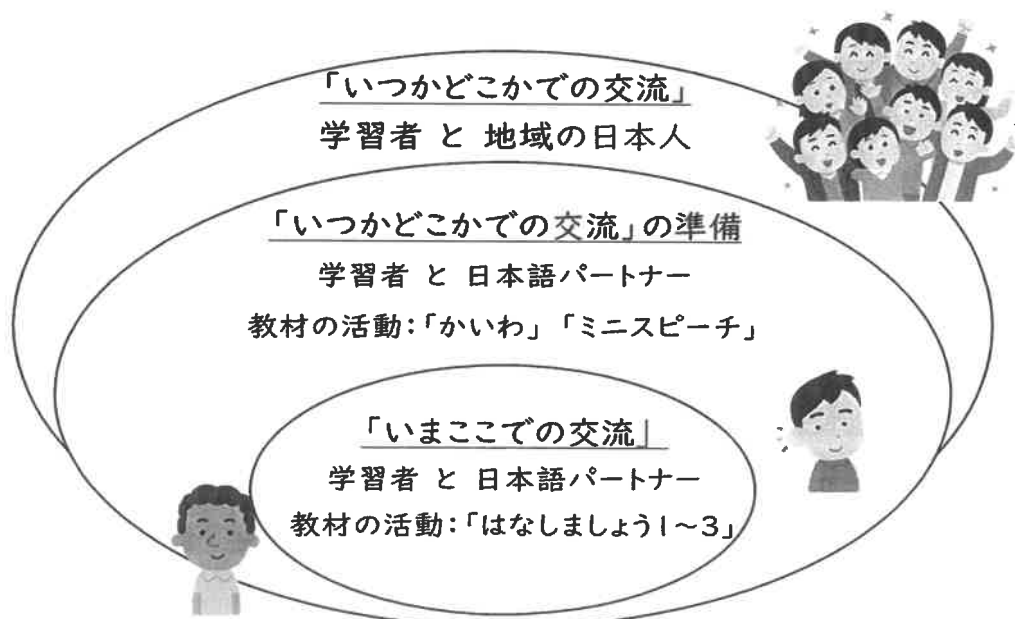 「いつかどこかでの交流」
学習者 と 地域の日本人
「いつかどこかでの交流」の準備
学習者 と 日本語パートナー
教材の活動:「かいわ」「ミニスピーチ」
「いまここでの交流」
学習者 と 日本語パートナー
教材の活動:「はなしましょう1~3」